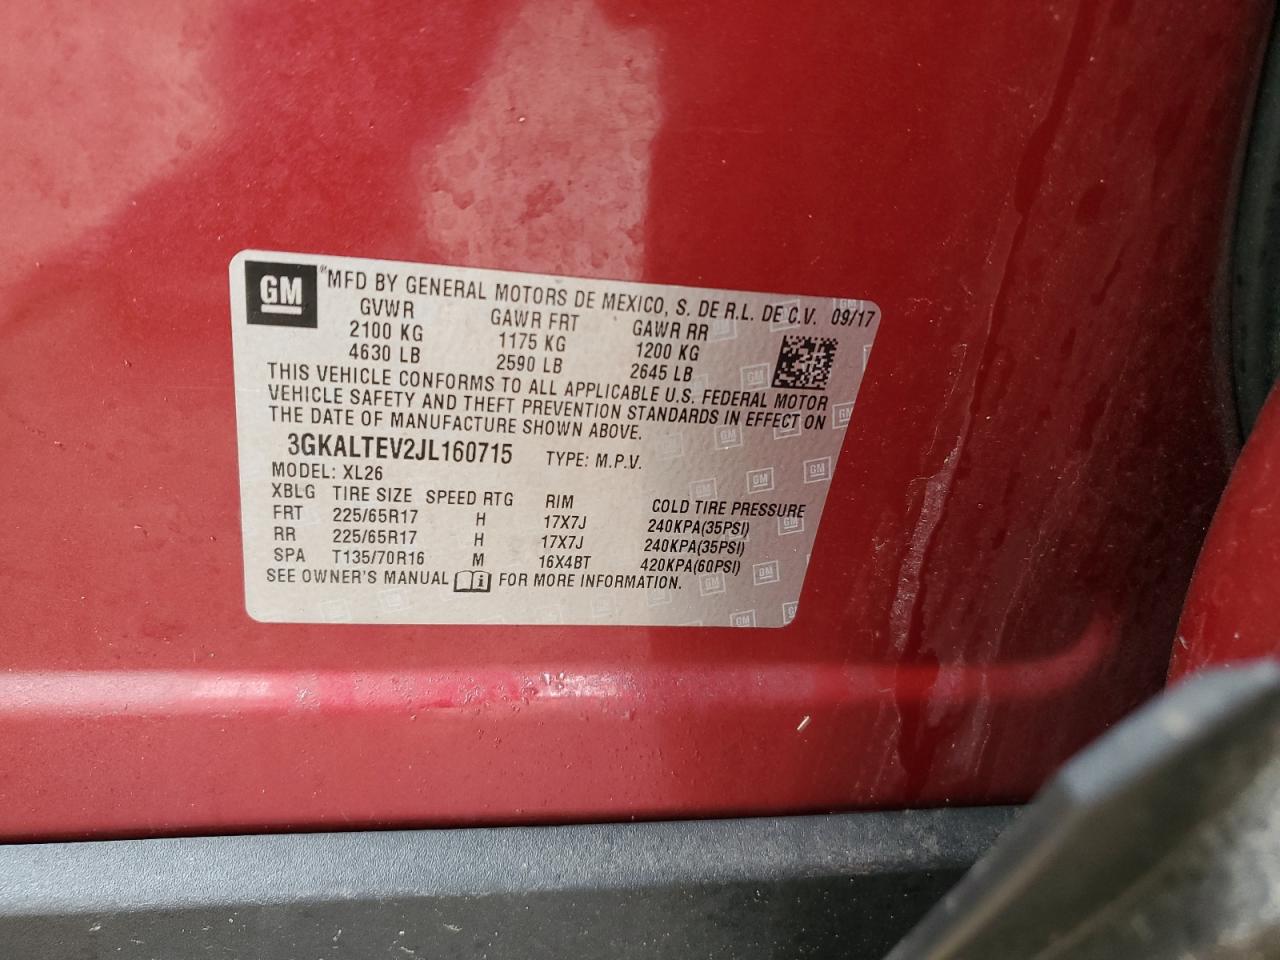 GM "MFD BY GENERAL MOTORS DE MEXICO, S. DE R.L. DE C.V. 09/17
GVWR GAWR FRT GAWR RR
2100 KG 1175 KG 1200 KG
4630 LB 2590 LB 2645 LB
THIS VEHICLE CONFORMS TO ALL APPLICABLE U.S. FEDERAL MOTOR
VEHICLE SAFETY AND THEFT PREVENTION STANDARDS IN EFFECT ON
THE DATE OF MANUFACTURE SHOWN ABOVE.
3GKALTEV2JL160715 TYPE: M.P.V.
MODEL: XL26
XBLG TIRE SIZE SPEED RTG RIM COLD TIRE PRESSURE
FRT 225/65R17 H 17X7J 240KPA(35PSI)
RR 225/65R17 H 17X7J 240KPA(35PSI)
SPA T135/70R16 M 16X4BT 420KPA(60PSI)
SEE OWNER'S MANUAL FOR MORE INFORMATION.